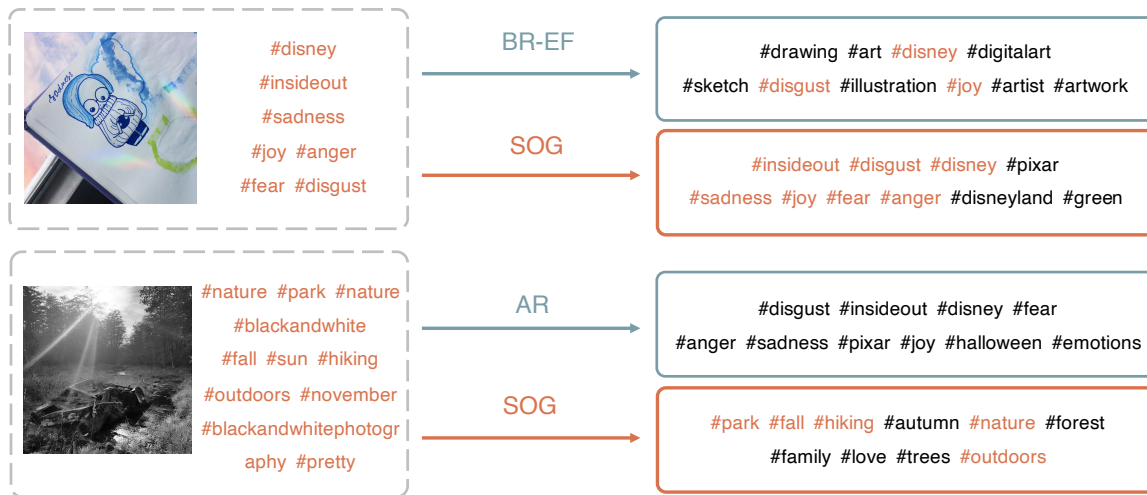 sadness
#disney
#insideout
#sadness
#joy #anger
#fear #disgust
BR-EF
#drawing #art #disney #digitalart
#sketch #disgust #illustration #joy #artist #artwork
SOG
#insideout #disgust #disney #pixar
#sadness #joy #fear #anger #disneyland #green
#nature #park #nature
#blackandwhite
#fall #sun #hiking
#outdoors #november
#blackandwhitephotogr
aphy #pretty
AR
#disgust #insideout #disney #fear
#anger #sadness #pixar #joy #halloween #emotions
SOG
#park #fall #hiking #autumn #nature #forest
#family #love #trees #outdoors